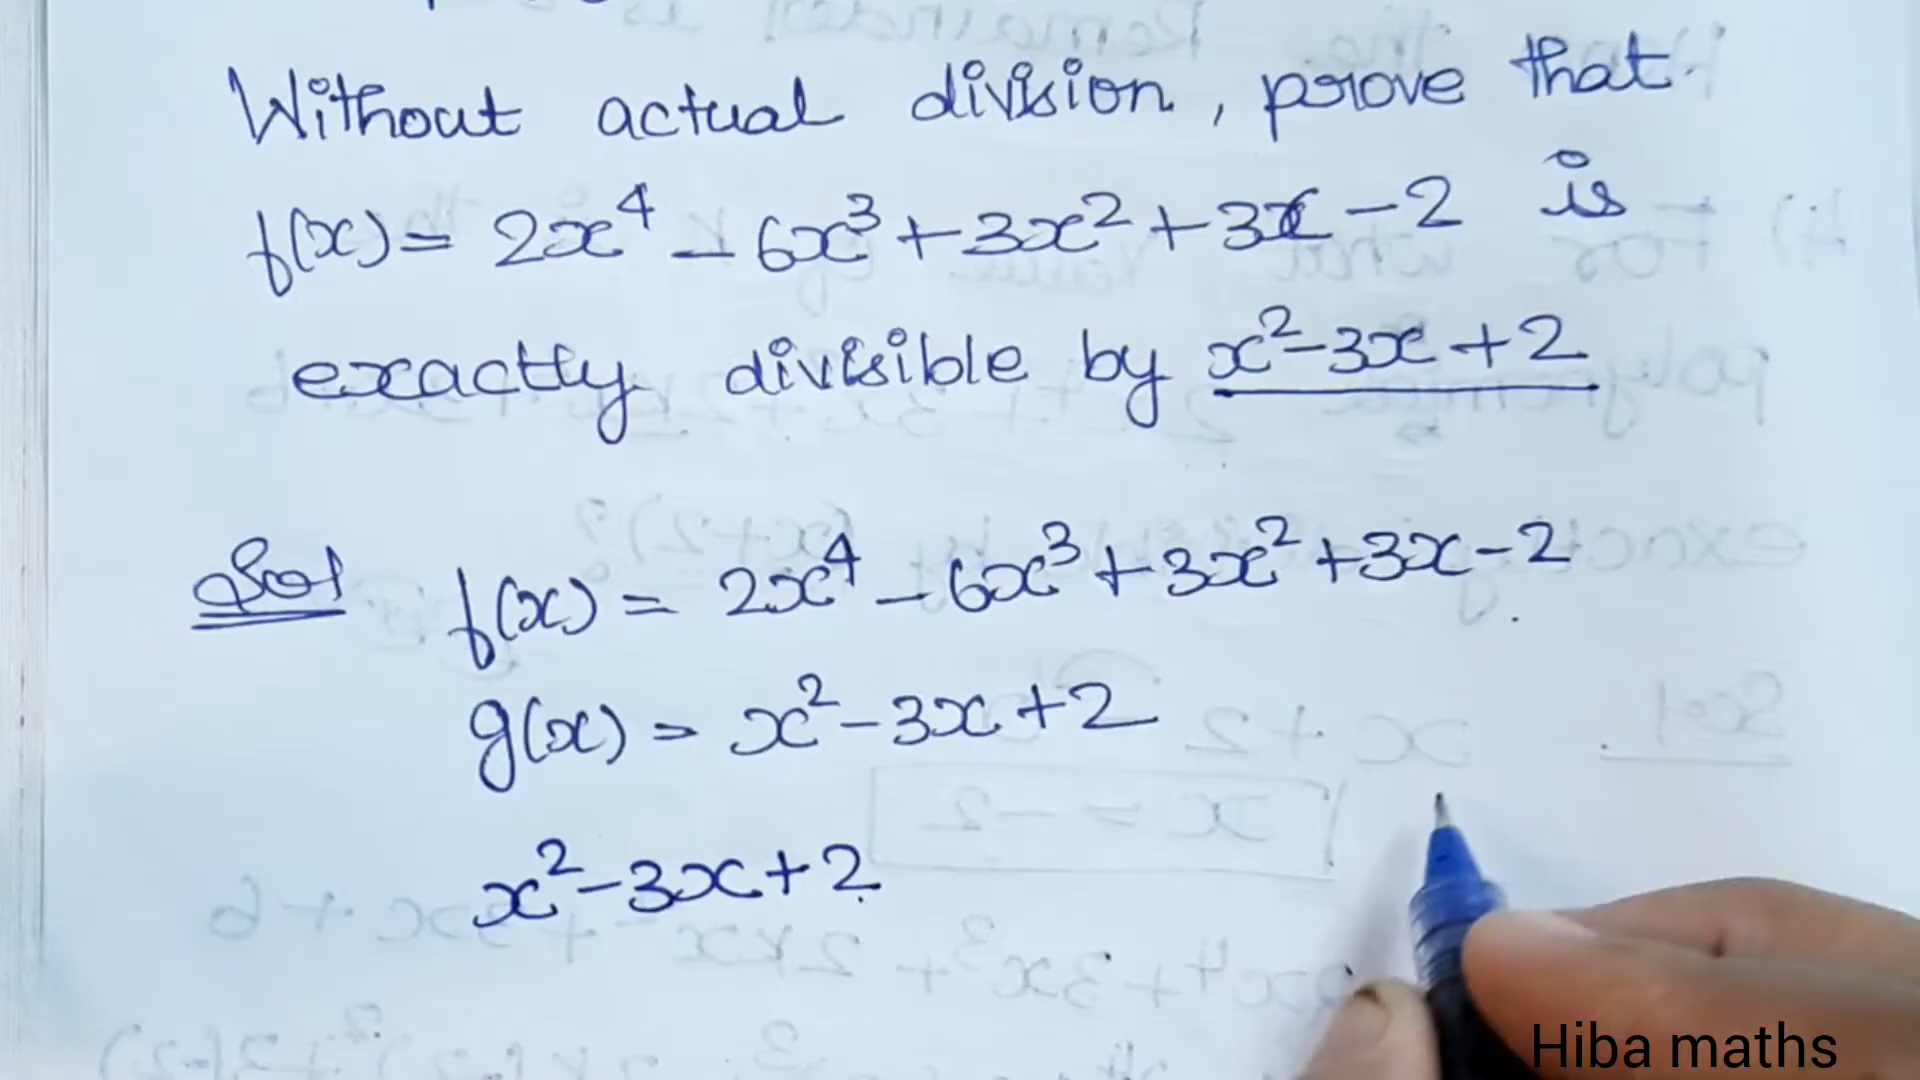 Without actual division, prove that
f(x) = 2x⁴ - 6x³ + 3x² + 3x - 2 is
exactly divisible by x² - 3x + 2
Sol f(x) = 2x⁴ - 6x³ + 3x² + 3x - 2
g(x) = x² - 3x + 2
x² - 3x + 2
Hiba maths